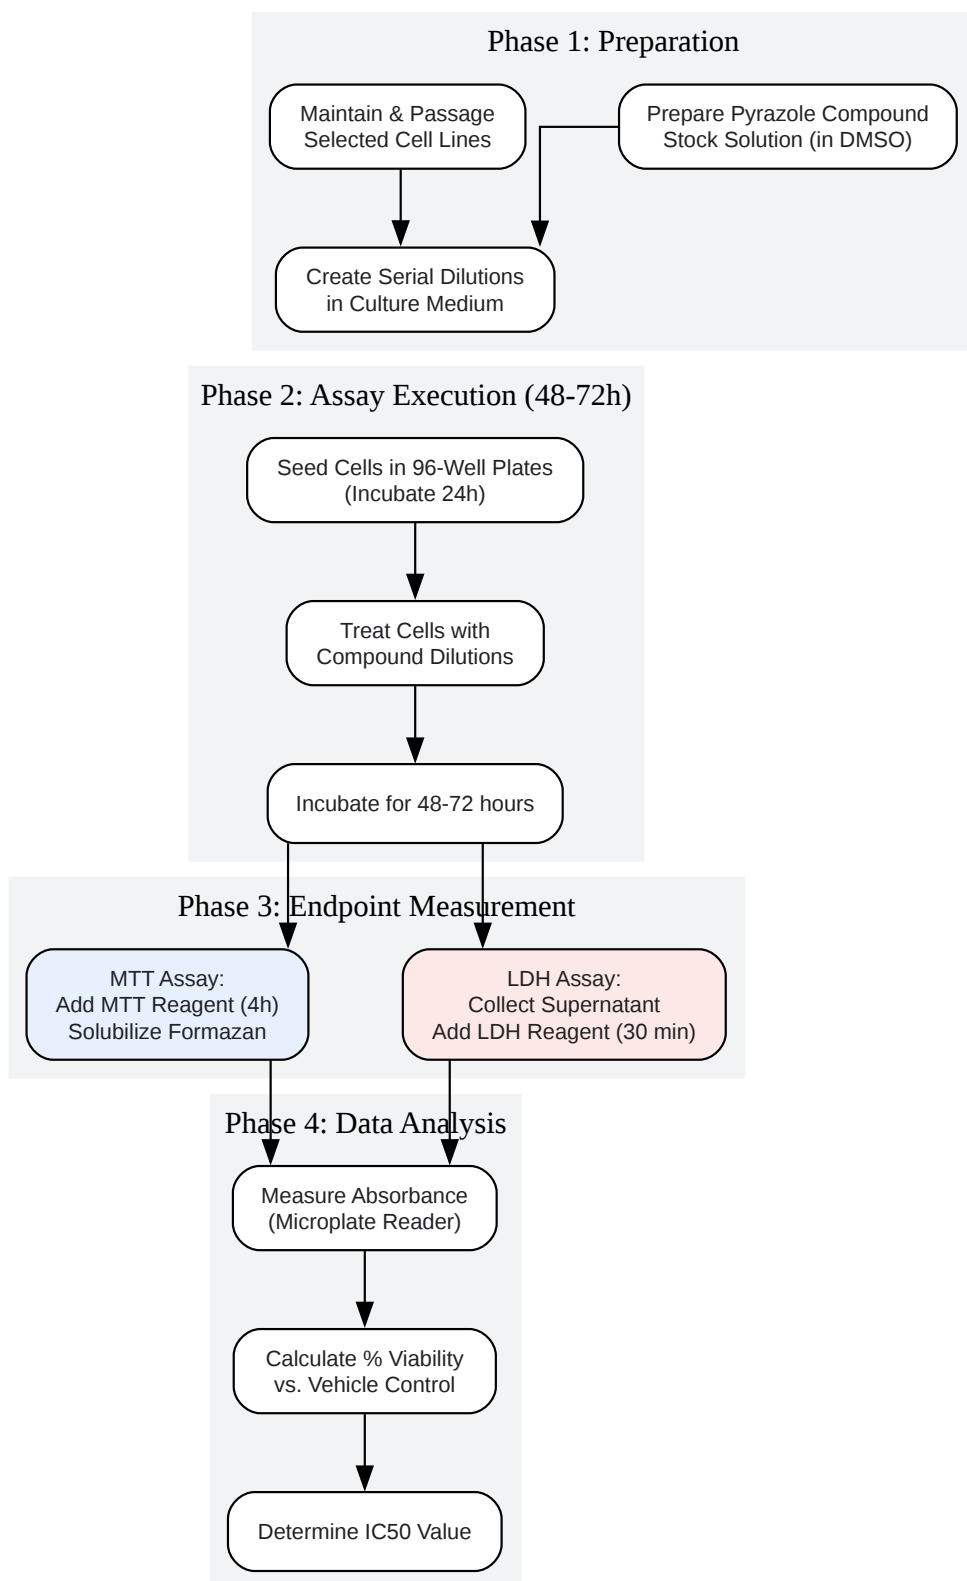 Phase 1: Preparation
Maintain & Passage
Selected Cell Lines
Prepare Pyrazole Compound
Stock Solution (in DMSO)
Create Serial Dilutions
in Culture Medium
Phase 2: Assay Execution (48-72h)
Seed Cells in 96-Well Plates
(Incubate 24h)
Treat Cells with
Compound Dilutions
Incubate for 48-72 hours
Phase 3: Endpoint Measurement
MTT Assay:
Add MTT Reagent (4h)
Solubilize Formazan
LDH Assay:
Collect Supernatant
Add LDH Reagent (30 min)
Phase 4: Data Analysis
Measure Absorbance
(Microplate Reader)
Calculate % Viability
vs. Vehicle Control
Determine IC50 Value